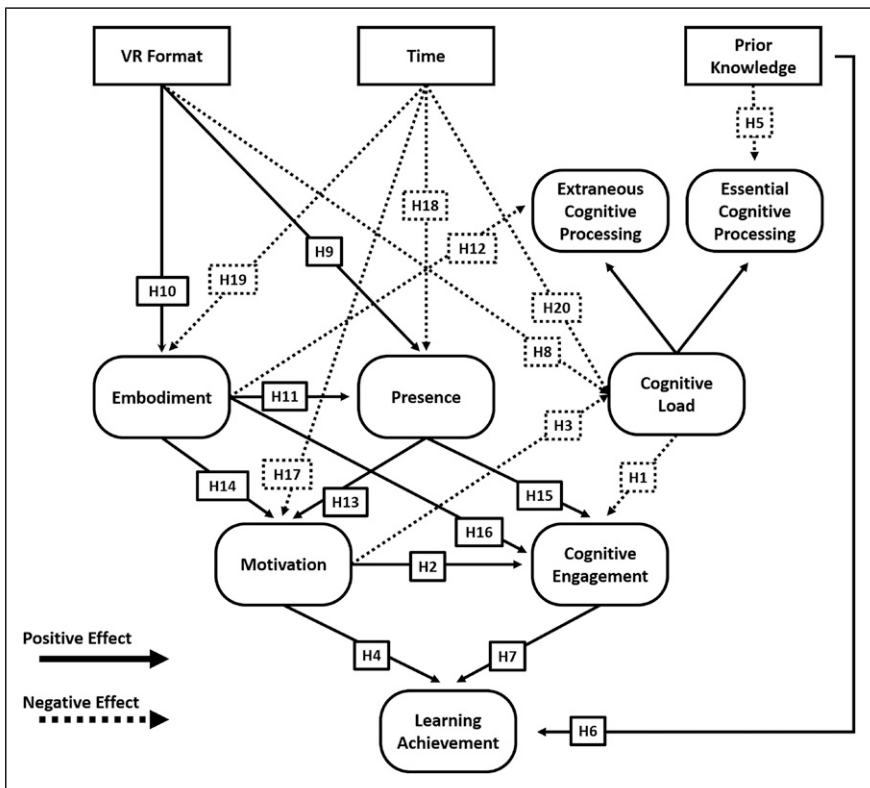 VR Format
Time
Prior
Knowledge
H5
Extraneous
Cognitive
Processing
Essential
Cognitive
Processing
H18
H12
H9
H19
H10
H20
H8
Embodiment
H11
Presence
H3
Cognitive
Load
H14
H17
H13
H15
H1
H16
Motivation
H2
Cognitive
Engagement
Positive Effect
H4
H7
Negative Effect
Learning
Achievement
H6